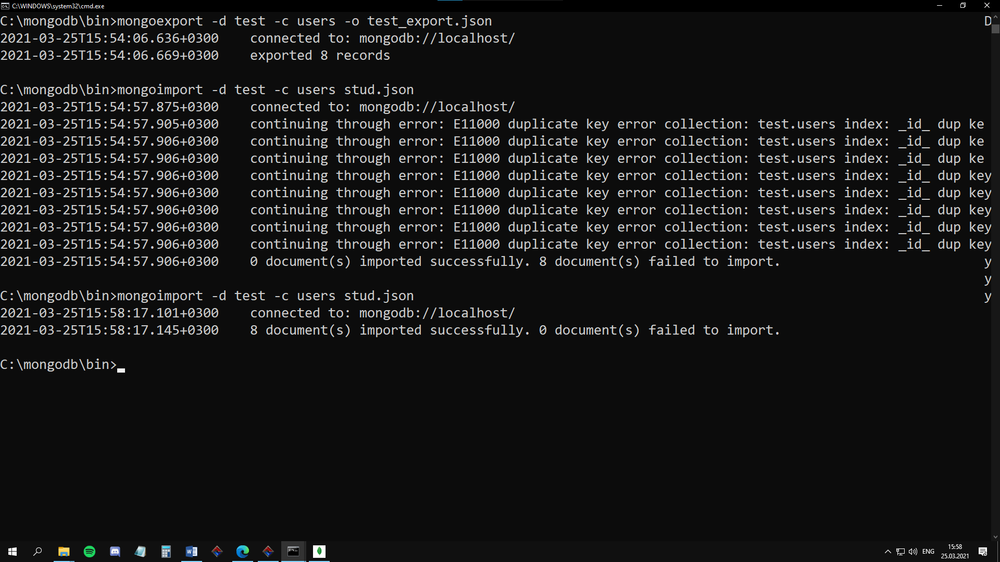 C:\WINDOWS\system32\cmd.exe
C:\mongodb\bin>mongoexport -d test -c users -o test_export.json D
2021-03-25T15:54:06.636+0300 connected to: mongodb://localhost/
2021-03-25T15:54:06.669+0300 exported 8 records
C:\mongodb\bin>mongoimport -d test -c users stud.json
2021-03-25T15:54:57.875+0300 connected to: mongodb://localhost/
2021-03-25T15:54:57.905+0300 continuing through error: E11000 duplicate key error collection: test.users index: _id_ dup ke
2021-03-25T15:54:57.906+0300 continuing through error: E11000 duplicate key error collection: test.users index: _id_ dup ke
2021-03-25T15:54:57.906+0300 continuing through error: E11000 duplicate key error collection: test.users index: _id_ dup ke
2021-03-25T15:54:57.906+0300 continuing through error: E11000 duplicate key error collection: test.users index: _id_ dup key
2021-03-25T15:54:57.906+0300 continuing through error: E11000 duplicate key error collection: test.users index: _id_ dup key
2021-03-25T15:54:57.906+0300 continuing through error: E11000 duplicate key error collection: test.users index: _id_ dup key
2021-03-25T15:54:57.906+0300 continuing through error: E11000 duplicate key error collection: test.users index: _id_ dup key
2021-03-25T15:54:57.906+0300 continuing through error: E11000 duplicate key error collection: test.users index: _id_ dup key
2021-03-25T15:54:57.906+0300 0 document(s) imported successfully. 8 document(s) failed to import. y
y
C:\mongodb\bin>mongoimport -d test -c users stud.json y
2021-03-25T15:58:17.101+0300 connected to: mongodb://localhost/
2021-03-25T15:58:17.145+0300 8 document(s) imported successfully. 0 document(s) failed to import.
C:\mongodb\bin>
ENG
15:58
25.03.2021